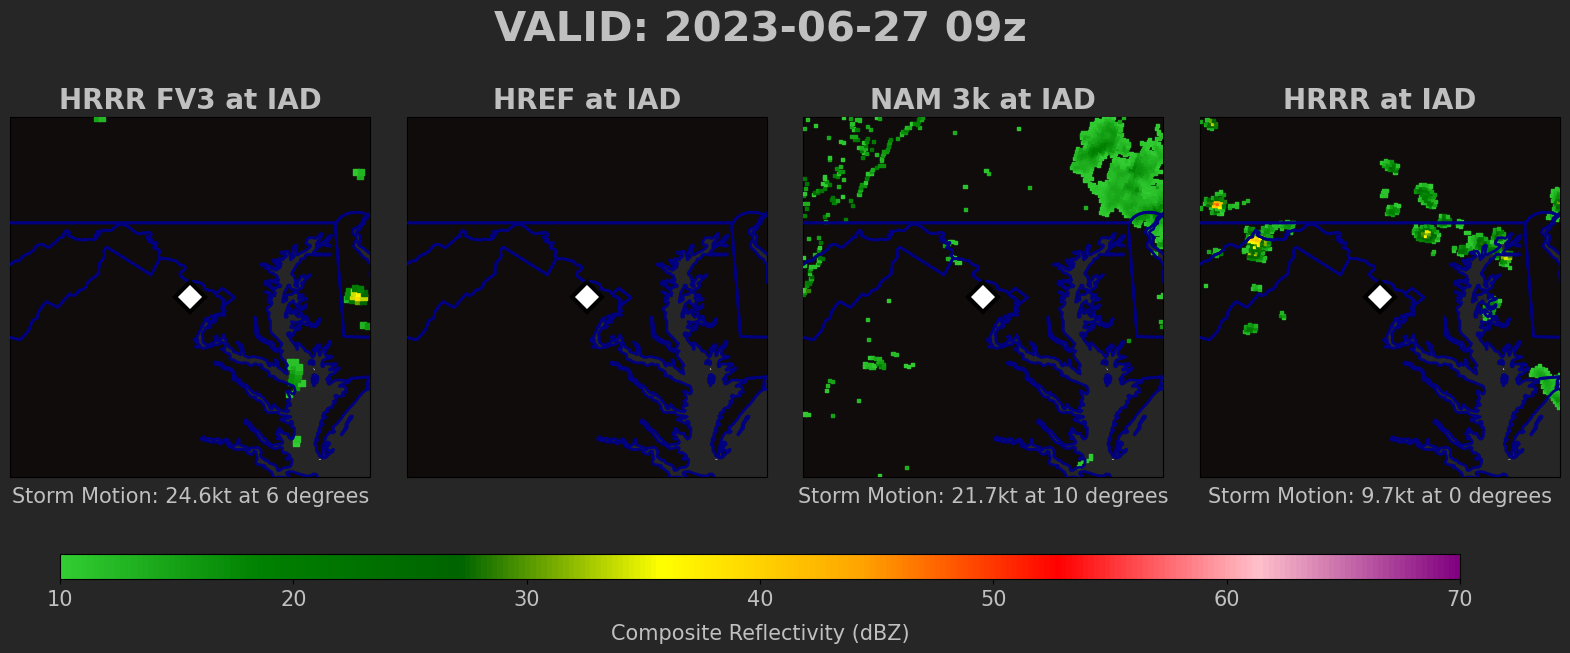 VALID: 2023-06-27 09z
HRRR FV3 at IAD
HREF at IAD
NAM 3k at IAD
HRRR at IAD
Storm Motion: 24.6kt at 6 degrees
Storm Motion: 21.7kt at 10 degrees
Storm Motion: 9.7kt at 0 degrees
10 20 30 40 50 60 70
Composite Reflectivity (dBZ)